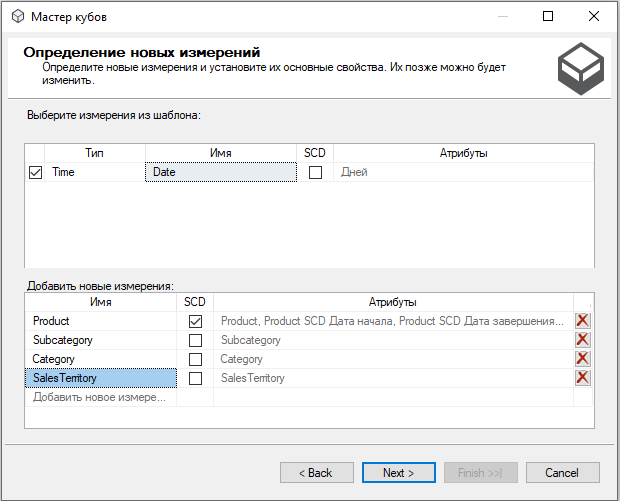 Мастер кубов
Определение новых измерений
Определите новые измерения и установите их основные свойства. Их позже можно будет
изменить.
Выберите измерения из шаблона:
Тип Имя SCD Атрибуты
Time Date Дней
Добавить новые измерения:
Имя SCD Атрибуты
Product Product, Product SCD Дата начала, Product SCD Дата завершения...
Subcategory Subcategory
Category Category
SalesTerritory SalesTerritory
Добавить новое измере...
< Back Next > Finish >>| Cancel